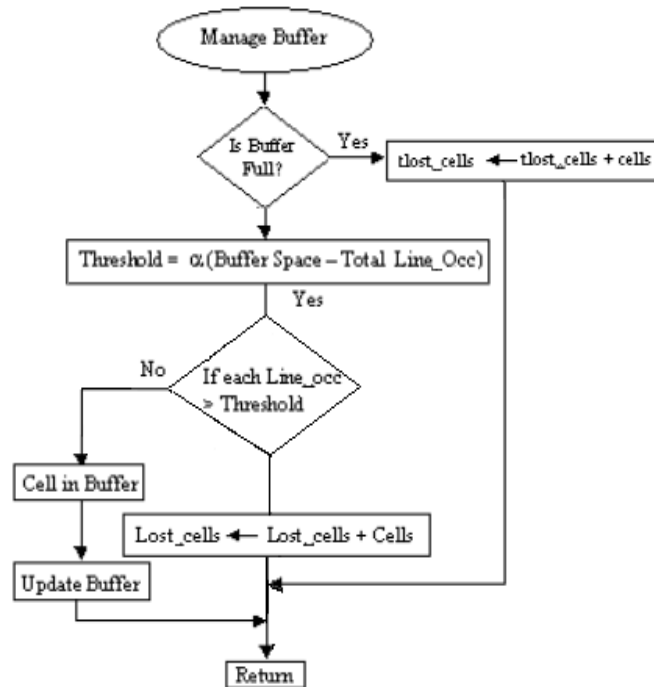 Manage Buffer
Is Buffer
Full?
Yes
tlost_cells ← tlost_cells + cells
Threshold = α (Buffer Space – Total Line_Occ)
Yes
No
If each Line_occ
> Threshold
Cell in Buffer
Lost_cells ← Lost_cells + Cells
Update Buffer
Return